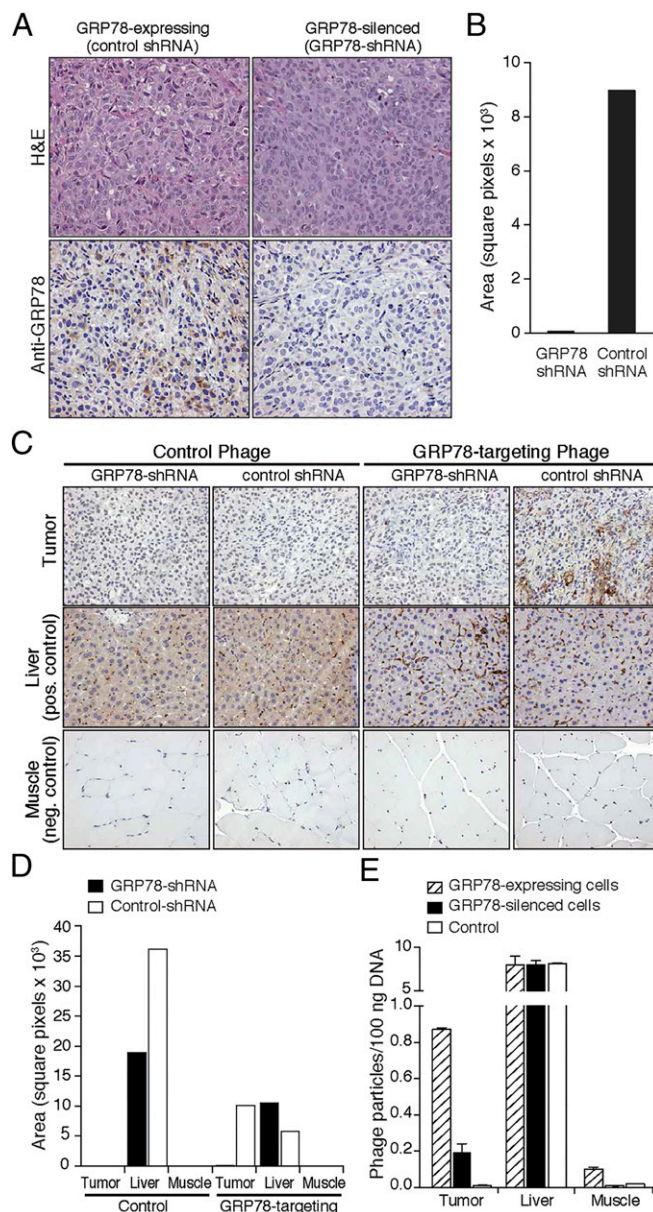 A
GRP78-expressing
(control shRNA)
GRP78-silenced
(GRP78-shRNA)
H&E
Anti-GRP78
B
Area (square pixels x 10³)
10
8
6
4
2
0
GRP78
shRNA
Control
shRNA
C
Control Phage
GRP78-targeting Phage
GRP78-shRNA
control shRNA
GRP78-shRNA
control shRNA
Tumor
Liver
(pos. control)
Muscle
(neg. control)
D
GRP78-shRNA
Control-shRNA
Area (square pixels x 10³)
40
35
30
25
20
15
10
5
0
Tumor Liver Muscle Tumor Liver Muscle
Control
GRP78-targeting
E
GRP78-expressing cells
GRP78-silenced cells
Control
Phage particles/100 ng DNA
10
5
1.0
0.8
0.6
0.4
0.2
0.00
Tumor
Liver
Muscle